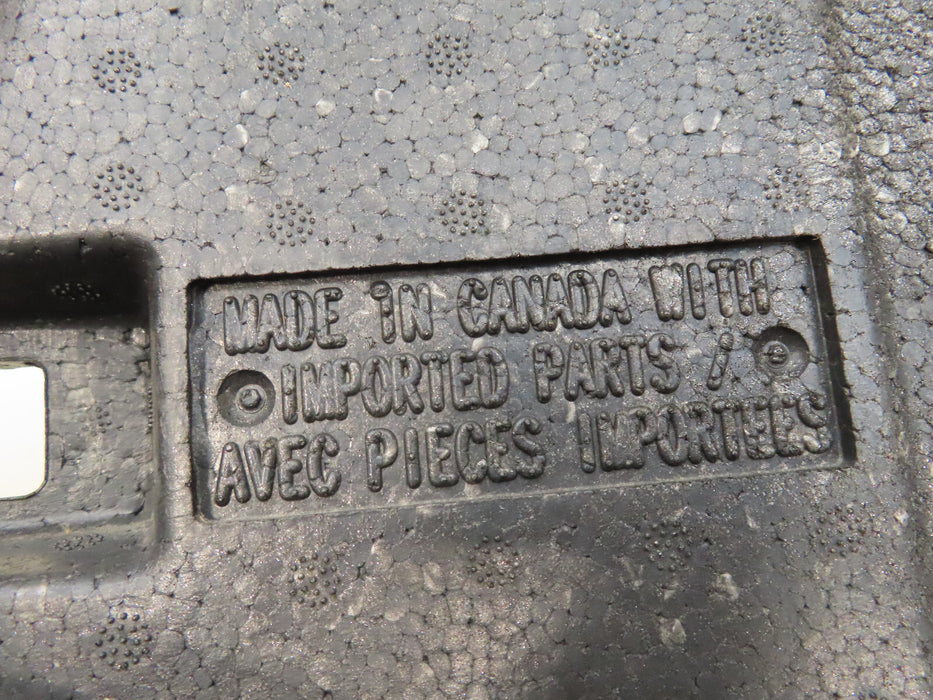 MADE IN CANADA WITH
IMPORTED PARTS /
AVEC PIECES IMPORTEES